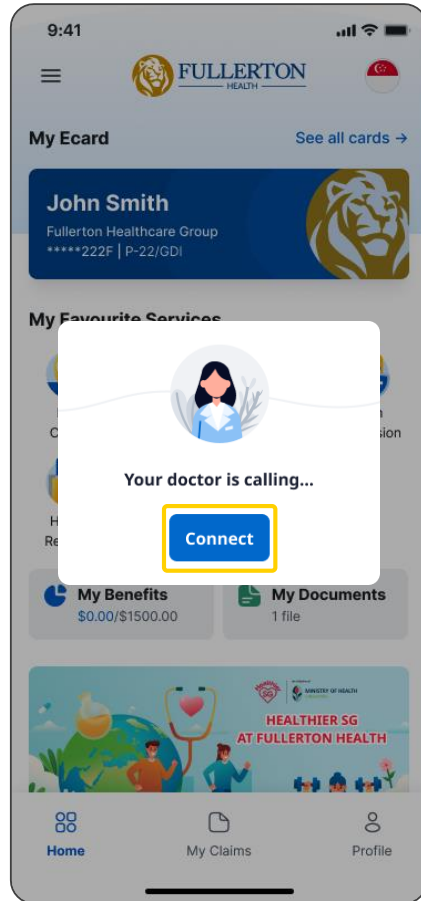 9:41
FULLERTON
HEALTH
My Ecard
See all cards →
John Smith
Fullerton Healthcare Group
*****222F | P-22/GDI
My Favourite Services
Your doctor is calling...
Connect
My Benefits
$0.00/$1500.00
My Documents
1 file
Healthier
SG
MINISTRY OF HEALTH
HEALTHIER SG
AT FULLERTON HEALTH
Home
My Claims
Profile